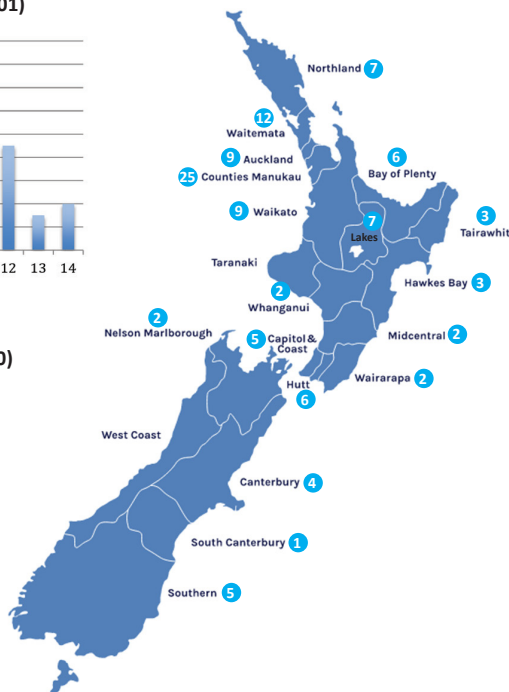 01)
12 13 14
0)
Northland 7
12
Waitemata
9 Auckland
25 Counties Manukau
6
Bay of Plenty
9 Waikato
7
Lakes
3
Tairawhit
Taranaki
Hawkes Bay 3
2
Whanganui
2
Nelson Marlborough
5 Capitol &
Coast
Midcentral 2
Hutt
6
Wairarapa 2
West Coast
Canterbury 4
South Canterbury 1
Southern 5